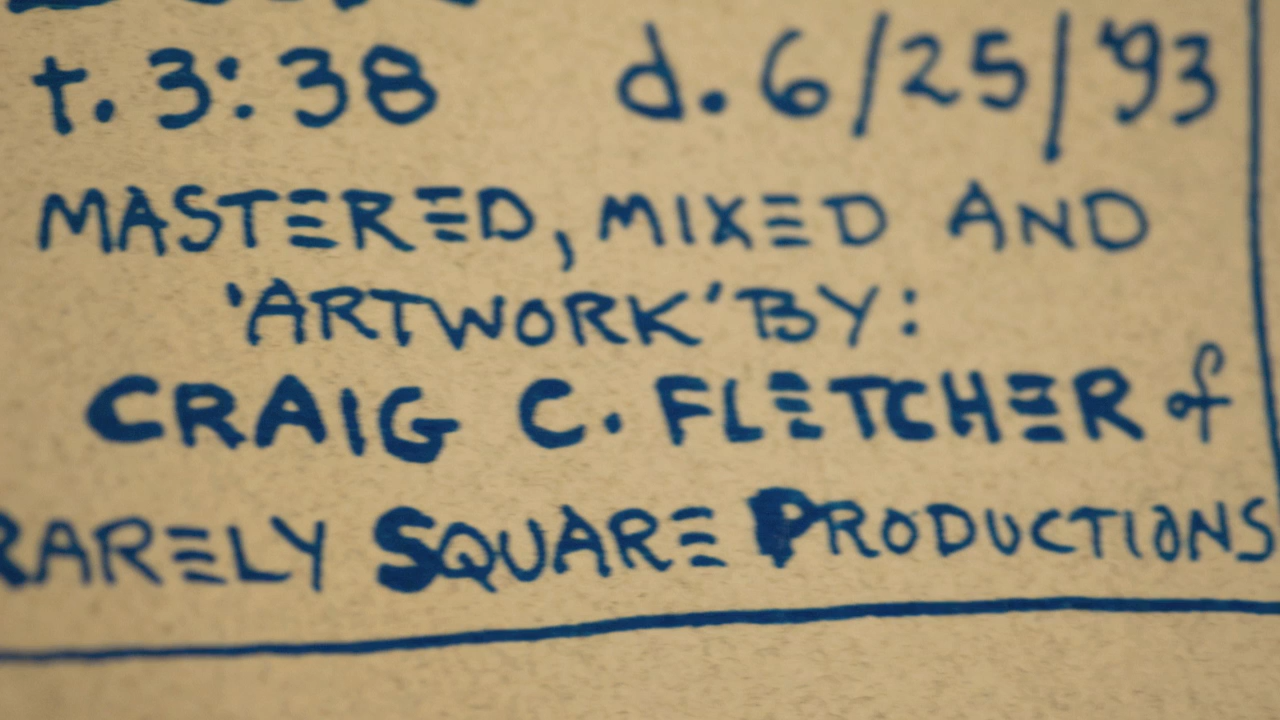 t. 3:38 d. 6/25/'93
MASTERED, MIXED AND
'ARTWORK' BY:
CRAIG C. FLETCHER of
RARELY SQUARE PRODUCTIONS